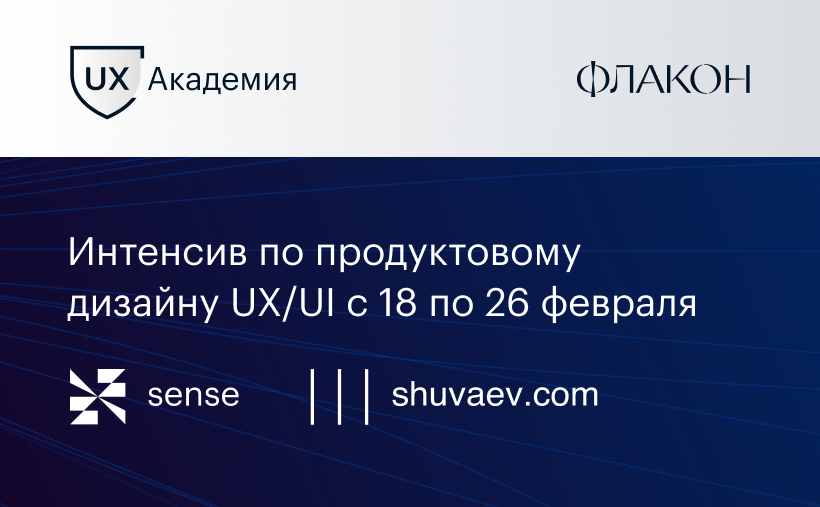 UX Академия
ФЛАКОН
Интенсив по продуктовому
дизайну UX/UI с 18 по 26 февраля
sense
shuvaev.com